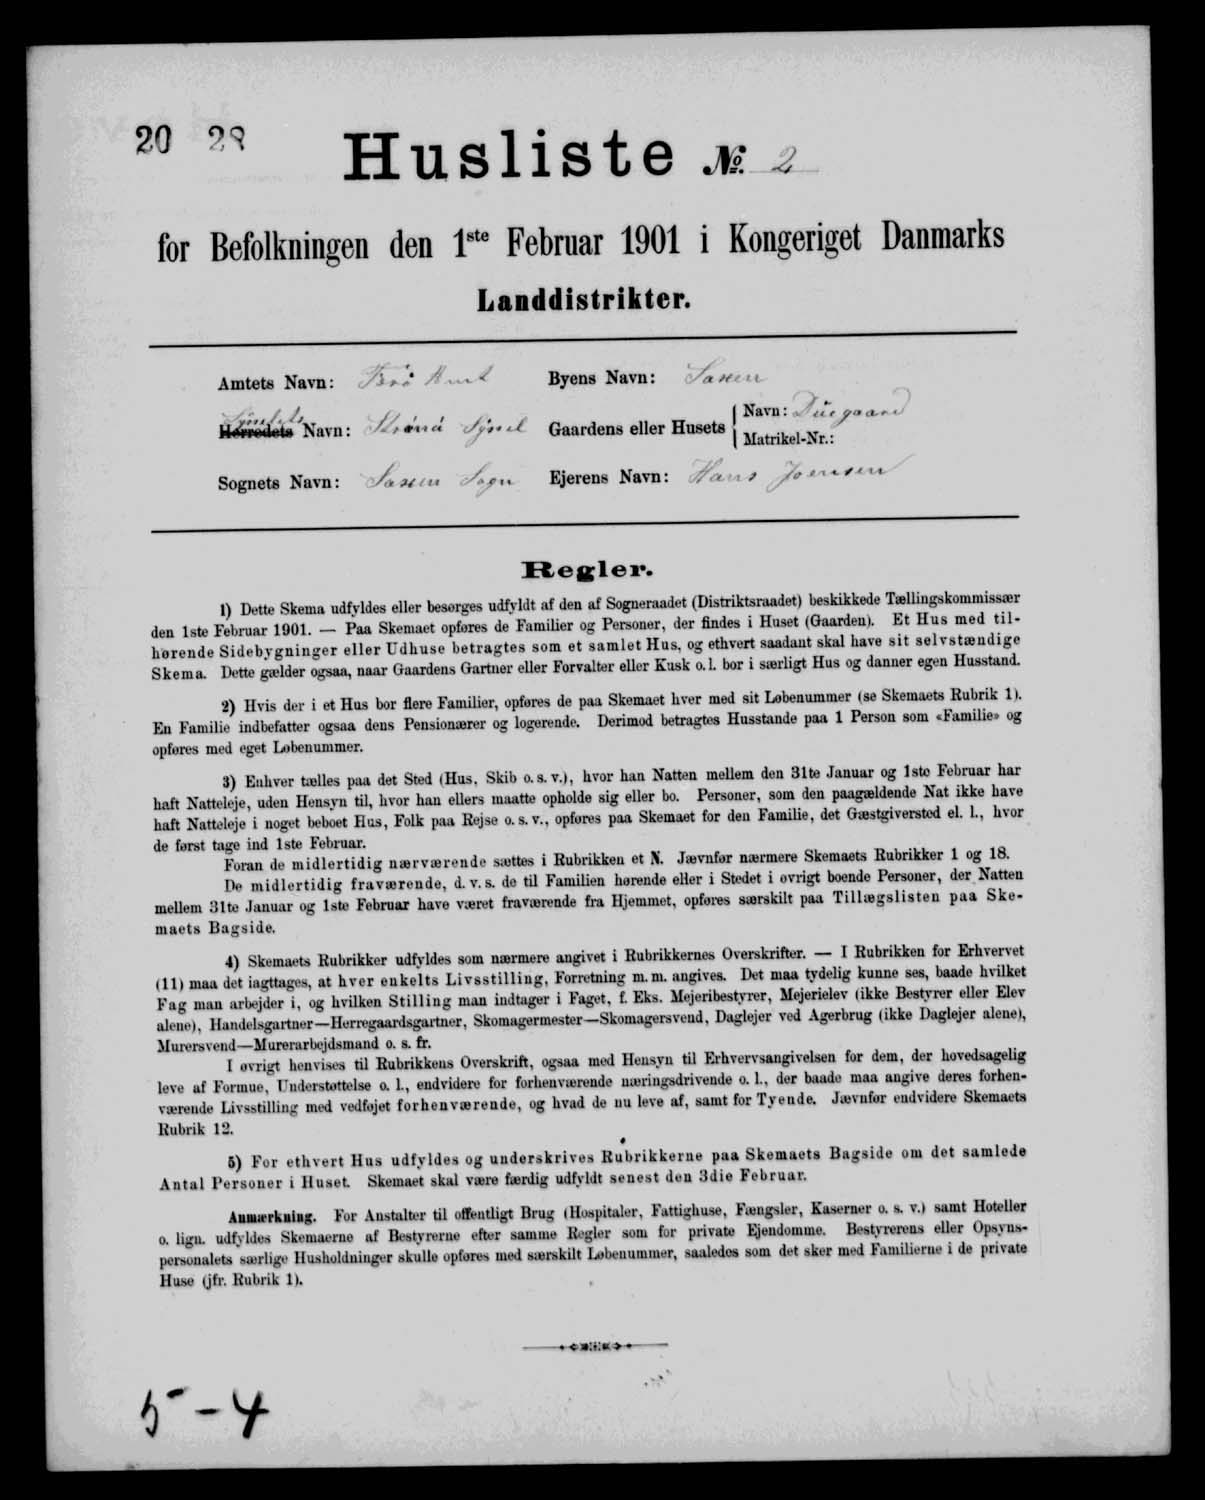 20 28
Husliste No. 2
for Befolkningen den 1ste Februar 1901 i Kongeriget Danmarks
Landdistrikter.
Amtets Navn: Færø Amt Byens Navn: Saxen
Sysselets
Herredets Navn: Strømø Syssel Gaardens eller Husets Navn: Duegaard
Matrikel-Nr.:
Sognets Navn: Saxen Sogn Ejerens Navn: Hans Joensen
Regler.
1) Dette Skema udfyldes eller besørges udfyldt af den af Sogneraadet (Distriktsraadet) beskikkede Tællingskommissær
den 1ste Februar 1901. — Paa Skemaet opføres de Familier og Personer, der findes i Huset (Gaarden). Et Hus med til-
hørende Sidebygninger eller Udhuse betragtes som et samlet Hus, og ethvert saadant skal have sit selvstændige
Skema. Dette gælder ogsaa, naar Gaardens Gartner eller Forvalter eller Kusk o. l. bor i særligt Hus og danner egen Husstand.
2) Hvis der i et Hus bor flere Familier, opføres de paa Skemaet hver med sit Løbenummer (se Skemaets Rubrik 1).
En Familie indbefatter ogsaa dens Pensionærer og logerende. Derimod betragtes Husstande paa 1 Person som «Familie» og
opføres med eget Løbenummer.
3) Enhver tælles paa det Sted (Hus, Skib o. s. v.), hvor han Natten mellem den 31te Januar og 1ste Februar har
haft Natteleje, uden Hensyn til, hvor han ellers maatte opholde sig eller bo. Personer, som den paagældende Nat ikke have
haft Natteleje i noget beboet Hus, Folk paa Rejse o. s. v., opføres paa Skemaet for den Familie, det Gæstgiversted el. l., hvor
de først tage ind 1ste Februar.
Foran de midlertidig nærværende sættes i Rubrikken et N. Jævnfør nærmere Skemaets Rubrikker 1 og 18.
De midlertidig fraværende, d. v. s. de til Familien hørende eller i Stedet i øvrigt boende Personer, der Natten
mellem 31te Januar og 1ste Februar have været fraværende fra Hjemmet, opføres særskilt paa Tillægslisten paa Ske-
maets Bagside.
4) Skemaets Rubrikker udfyldes som nærmere angivet i Rubrikkernes Overskrifter. — I Rubrikken for Erhvervet
(11) maa det iagttages, at hver enkelts Livsstilling, Forretning m. m. angives. Det maa tydelig kunne ses, baade hvilket
Fag man arbejder i, og hvilken Stilling man indtager i Faget, f. Eks. Mejeribestyrer, Mejerielev (ikke Bestyrer eller Elev
alene), Handelsgartner—Herregaardsgartner, Skomagermester—Skomagersvend, Daglejer ved Agerbrug (ikke Daglejer alene),
Murersvend—Murerarbejdsmand o. s. fr.
I øvrigt henvises til Rubrikkens Overskrift, ogsaa med Hensyn til Erhvervsangivelsen for dem, der hovedsagelig
leve af Formue, Understøttelse o. l., endvidere for forhenværende næringsdrivende o. l., der baade maa angive deres forhen-
værende Livsstilling med vedføjet forhenværende, og hvad de nu leve af, samt for Tyende. Jævnfør endvidere Skemaets
Rubrik 12.
5) For ethvert Hus udfyldes og underskrives Rubrikkerne paa Skemaets Bagside om det samlede
Antal Personer i Huset. Skemaet skal være færdig udfyldt senest den 3die Februar.
Anmærkning. For Anstalter til offentligt Brug (Hospitaler, Fattighuse, Fængsler, Kaserner o. s. v.) samt Hoteller
o. lign. udfyldes Skemaerne af Bestyrerne efter samme Regler som for private Ejendomme. Bestyrerens eller Opsyns-
personalets særlige Husholdninger skulle opføres med særskilt Løbenummer, saaledes som det sker med Familierne i de private
Huse (jfr. Rubrik 1).
5-4